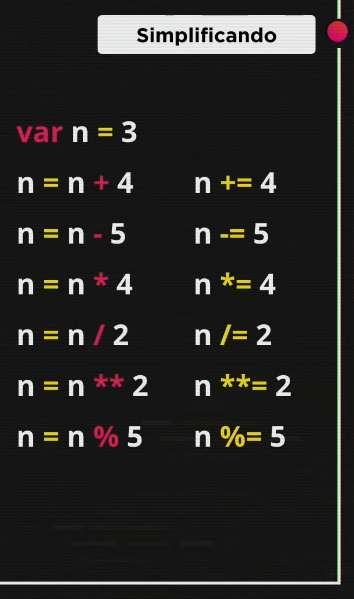 Simplificando
var n = 3
n = n + 4 n += 4
n = n - 5 n -= 5
n = n * 4 n *= 4
n = n / 2 n /= 2
n = n ** 2 n **= 2
n = n % 5 n %= 5